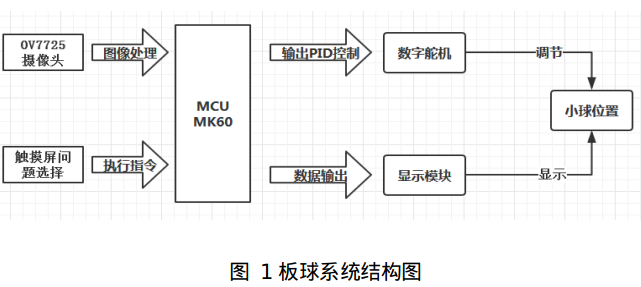 OV7725
摄像头
图像处理
触摸屏问
题选择
执行指令
MCU
MK60
输出PID控制
数字舵机
调节
小球位置
数据输出
显示模块
显示
图 1板球系统结构图